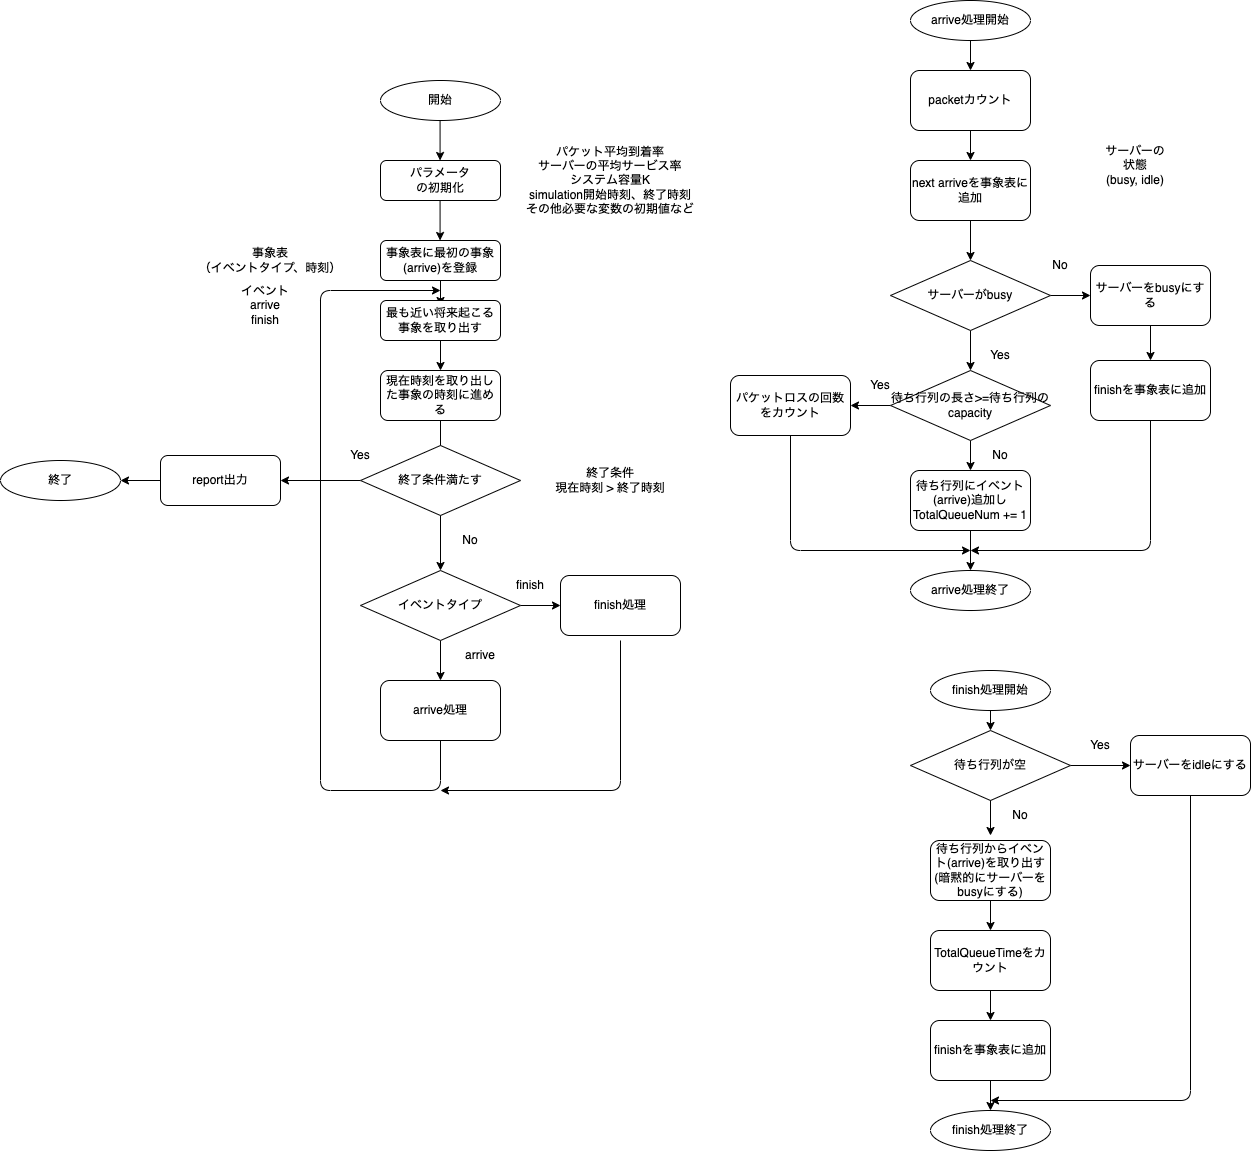 開始
パラメータ
の初期化
パケット平均到着率
サーバーの平均サービス率
システム容量K
simulation開始時刻、終了時刻
その他必要な変数の初期値など
事象表
（イベントタイプ、時刻）
イベント
arrive
finish
事象表に最初の事象
(arrive)を登録
最も近い将来起こる
事象を取り出す
現在時刻を取り出し
た事象の時刻に進め
る
終了条件満たす
Yes
report出力
終了
終了条件
現在時刻 > 終了時刻
No
イベントタイプ
finish
finish処理
arrive
arrive処理
arrive処理開始
packetカウント
next arriveを事象表に
追加
サーバーの
状態
(busy, idle)
サーバーがbusy
No
サーバーをbusyにす
る
finishを事象表に追加
Yes
待ち行列の長さ>=待ち行列の
capacity
Yes
パケットロスの回数
をカウント
No
待ち行列にイベント
(arrive)追加し
TotalQueueNum += 1
arrive処理終了
finish処理開始
待ち行列が空
Yes
サーバーをidleにする
No
待ち行列からイベン
ト(arrive)を取り出す
(暗黙的にサーバーを
busyにする)
TotalQueueTimeをカ
ウント
finishを事象表に追加
finish処理終了